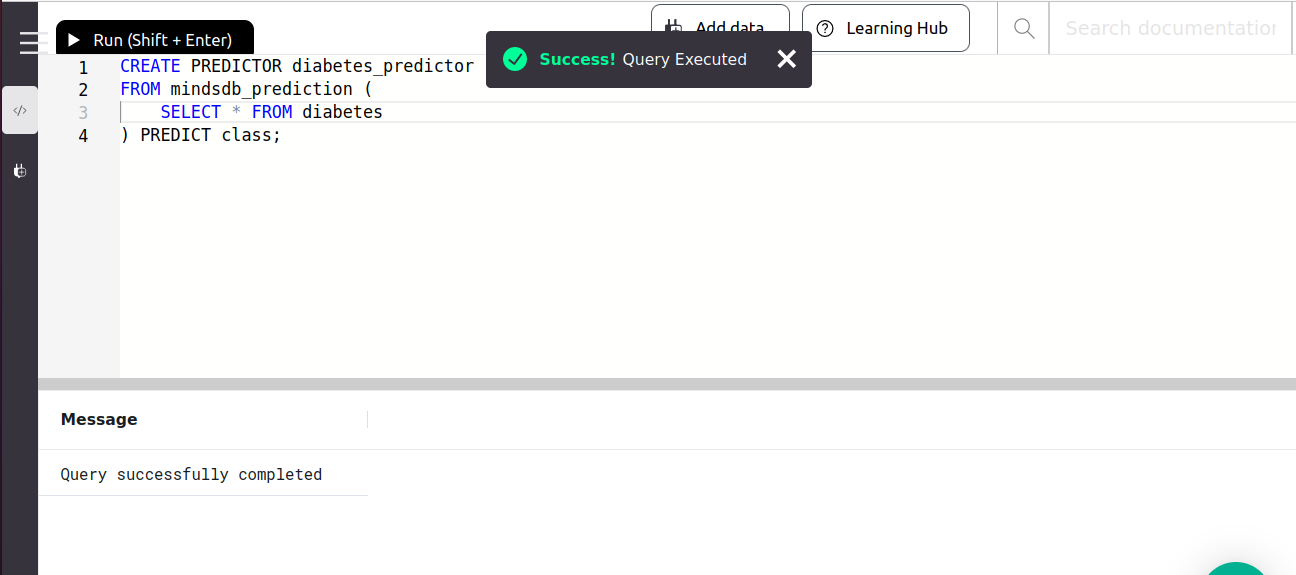 Run (Shift + Enter)
Add data
Learning Hub
Search documentation
Success! Query Executed
1 CREATE PREDICTOR diabetes_predictor
2 FROM mindsdb_prediction (
3 SELECT * FROM diabetes
4 ) PREDICT class;
Message
Query successfully completed